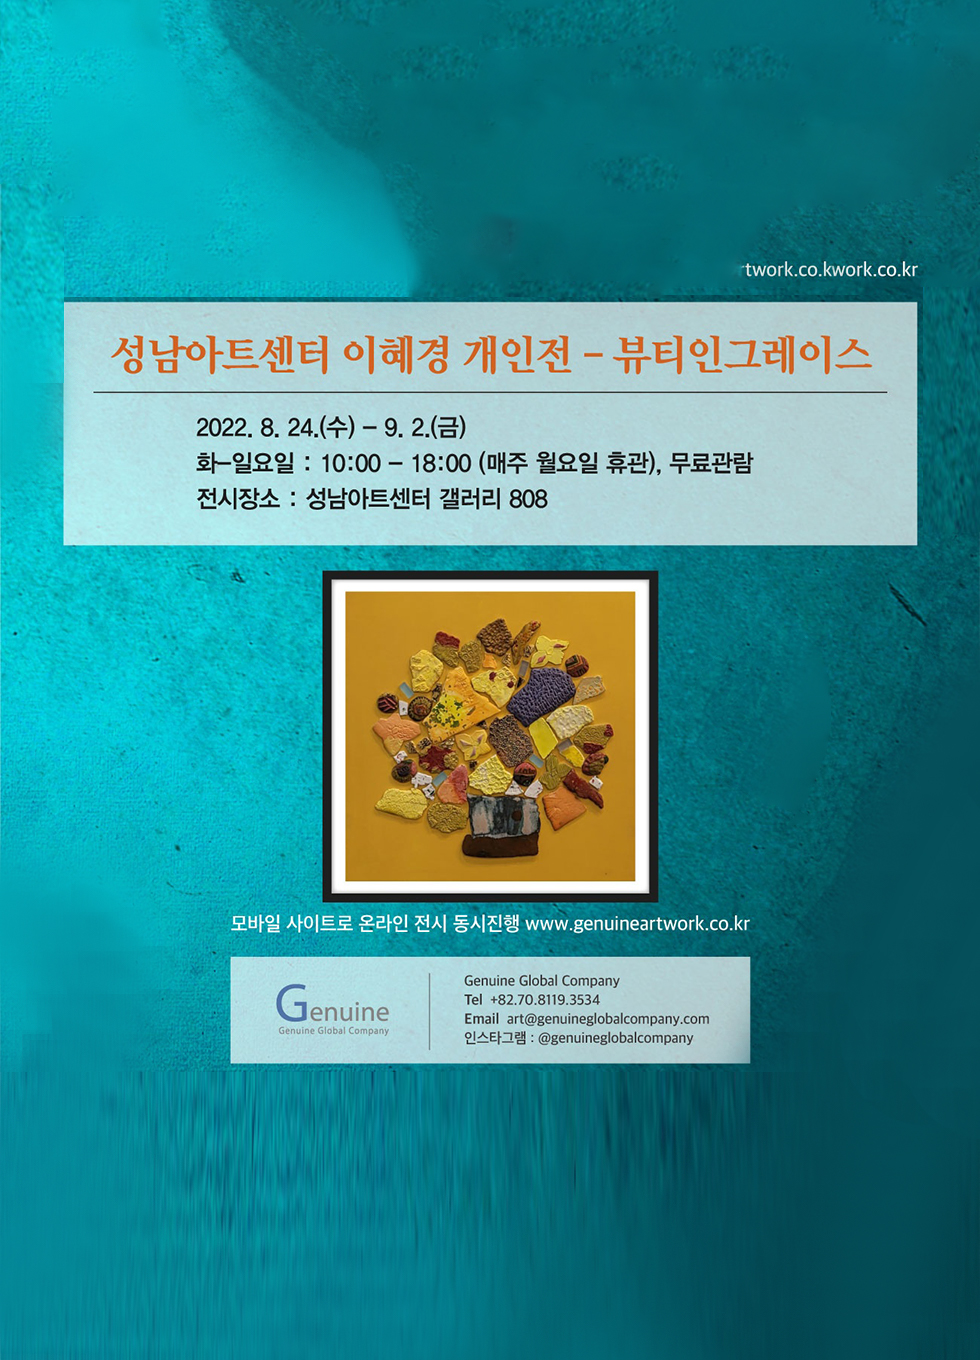 twork.co.kwork.co.kr
성남아트센터 이혜경 개인전 – 뷰티인그레이스
2022. 8. 24.(수) – 9. 2.(금)
화–일요일 : 10:00 – 18:00 (매주 월요일 휴관), 무료관람
전시장소 : 성남아트센터 갤러리 808
모바일 사이트로 온라인 전시 동시진행 www.genuineartwork.co.kr
Genuine
Genuine Global Company
Genuine Global Company
Tel +82.70.8119.3534
Email art@genuineglobalcompany.com
인스타그램 : @genuineglobalcompany